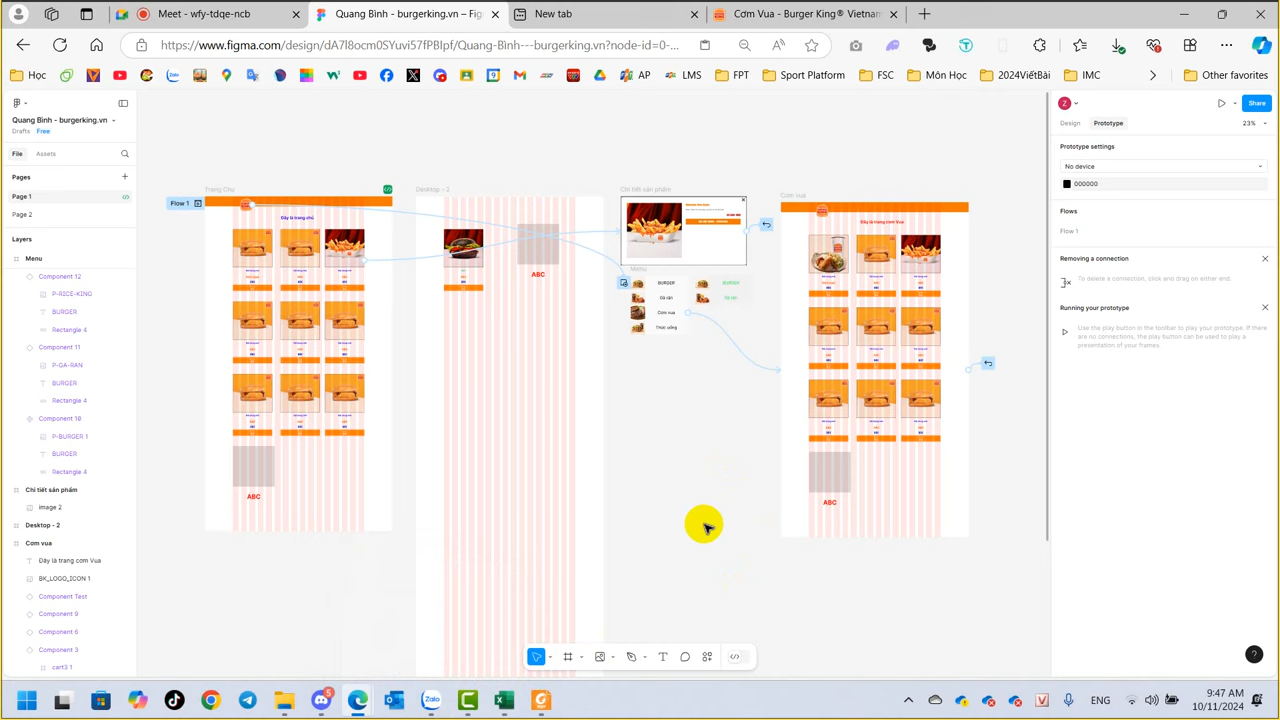 Meet - wfy-tdqe-ncb
Quang Bình - burgerking.vn – Fig
New tab
Cơm Vua - Burger King® Vietnam
https://www.figma.com/design/dA7l8ocm0SYuvi57fPBlpf/Quang-Binh---burgerking.vn?node-id=0-...
Học
AP
LMS
FPT
Sport Platform
FSC
Môn Học
2024ViếtBài
IMC
Other favorites
Quang Bình - burgerking.vn
Drafts
Free
File
Assets
Pages
Page 1
Page 2
Layers
Menu
Component 12
P-RICE-KING
BURGER
Rectangle 4
Component 11
P-GA-RAN
BURGER
Rectangle 4
Component 10
P-BURGER 1
BURGER
Rectangle 4
Chi tiết sản phẩm
image 2
Desktop - 2
Cơm vua
Đây là trang cơm Vua
BK_LOGO_ICON 1
Component Test
Component 9
Component 6
Component 3
cart3 1
Trang Chủ
Flow 1
Đây là trang chủ
ABC
Desktop - 2
ABC
Chi tiết sản phẩm
Menu
BURGER
Gà rán
Cơm vua
Thức uống
BURGER
Gà rán
Cơm vua
Đây là trang cơm Vua
ABC
Z
Share
Design
Prototype
23%
Prototype settings
No device
000000
Flows
Flow 1
Removing a connection
To delete a connection, click and drag on either end.
Running your prototype
Use the play button in the toolbar to play your prototype. If there are no connections, the play button can be used to play a presentation of your frames.
?
5
Zalo
ENG
9:47 AM
10/11/2024